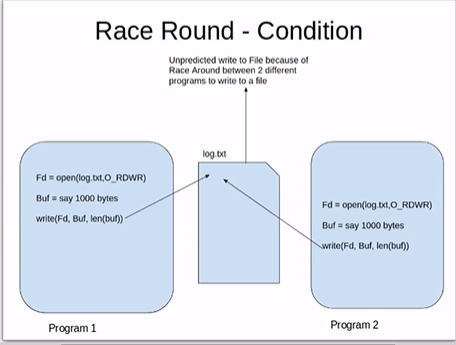 Race Round - Condition
Unpredicted write to File because of
Race Around between 2 different
programs to write to a file
log.txt
Fd = open(log.txt,O_RDWR)
Buf = say 1000 bytes
write(Fd, Buf, len(buf))
Fd = open(log.txt,O_RDWR)
Buf = say 1000 bytes
write(Fd, Buf, len(buf))
Program 1
Program 2